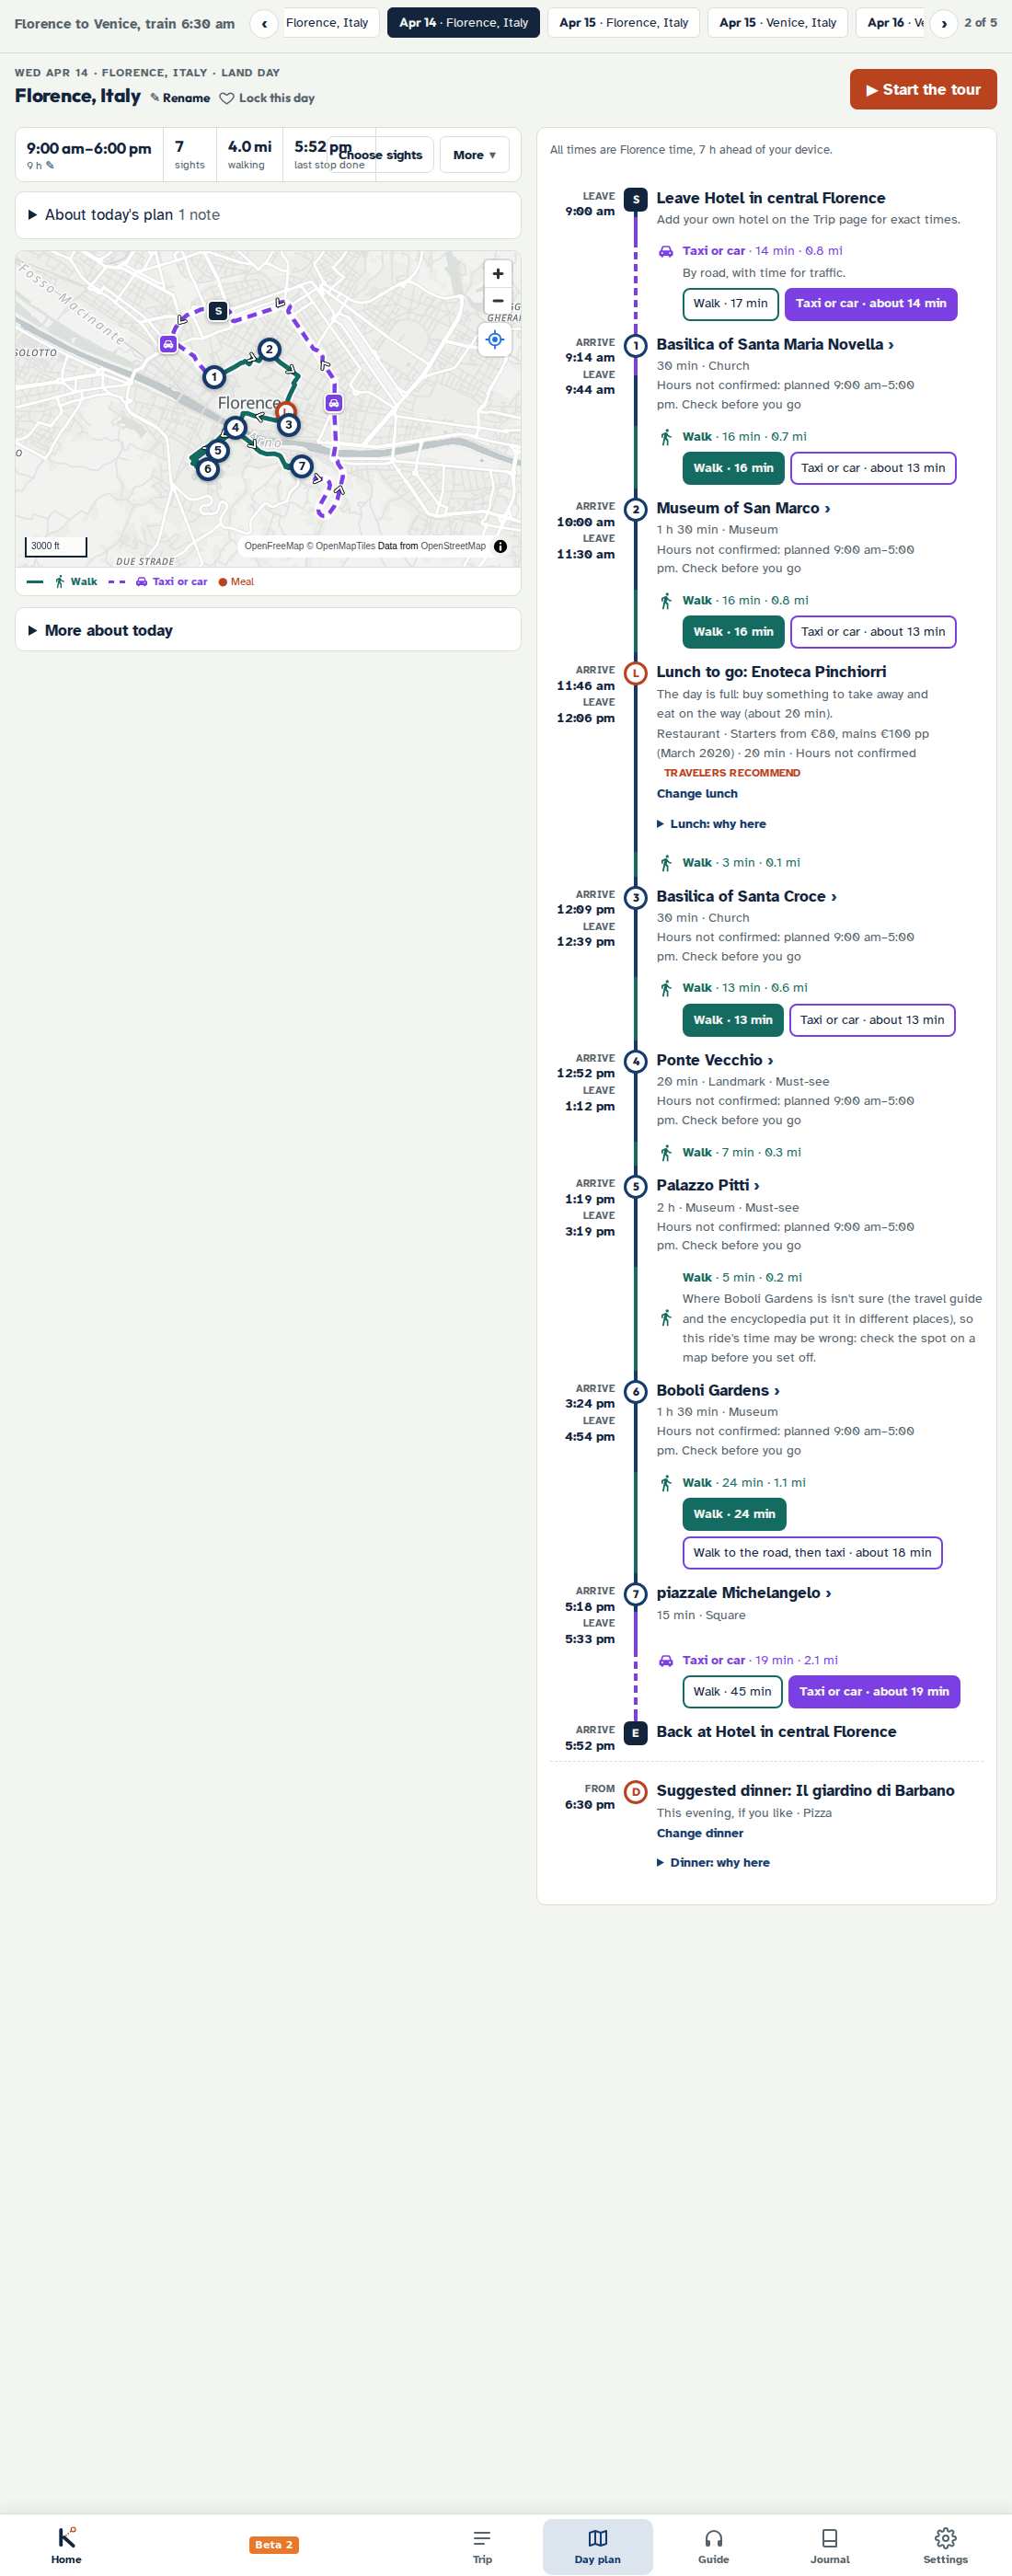 Florence to Venice, train 6:30 am
‹
Florence, Italy
Apr 14 · Florence, Italy
Apr 15 · Florence, Italy
Apr 15 · Venice, Italy
Apr 16 · Ve
›
2 of 5
WED APR 14 · FLORENCE, ITALY · LAND DAY
Florence, Italy ✎ Rename Lock this day
▶ Start the tour
9:00 am–6:00 pm
9 h ✎
7
sights
4.0 mi
walking
5:52 pm
last stop done
Choose sights
More ▾
▶ About today's plan 1 note
Fosso-Macinante
SOLOTTO
GHERAI
Florence
Arno
DUE STRADE
S
1
2
L
3
4
5
6
7
+
−
3000 ft
OpenFreeMap © OpenMapTiles Data from OpenStreetMap
Walk
Taxi or car
Meal
▶ More about today
All times are Florence time, 7 h ahead of your device.
LEAVE
9:00 am
S
Leave Hotel in central Florence
Add your own hotel on the Trip page for exact times.
Taxi or car · 14 min · 0.8 mi
By road, with time for traffic.
Walk · 17 min
Taxi or car · about 14 min
ARRIVE
9:14 am
LEAVE
9:44 am
1
Basilica of Santa Maria Novella ›
30 min · Church
Hours not confirmed: planned 9:00 am–5:00
pm. Check before you go
Walk · 16 min · 0.7 mi
Walk · 16 min
Taxi or car · about 13 min
ARRIVE
10:00 am
LEAVE
11:30 am
2
Museum of San Marco ›
1 h 30 min · Museum
Hours not confirmed: planned 9:00 am–5:00
pm. Check before you go
Walk · 16 min · 0.8 mi
Walk · 16 min
Taxi or car · about 13 min
ARRIVE
11:46 am
LEAVE
12:06 pm
L
Lunch to go: Enoteca Pinchiorri
The day is full: buy something to take away and
eat on the way (about 20 min).
Restaurant · Starters from €80, mains €100 pp
(March 2020) · 20 min · Hours not confirmed
TRAVELERS RECOMMEND
Change lunch
▶ Lunch: why here
Walk · 3 min · 0.1 mi
ARRIVE
12:09 pm
LEAVE
12:39 pm
3
Basilica of Santa Croce ›
30 min · Church
Hours not confirmed: planned 9:00 am–5:00
pm. Check before you go
Walk · 13 min · 0.6 mi
Walk · 13 min
Taxi or car · about 13 min
ARRIVE
12:52 pm
LEAVE
1:12 pm
4
Ponte Vecchio ›
20 min · Landmark · Must-see
Hours not confirmed: planned 9:00 am–5:00
pm. Check before you go
Walk · 7 min · 0.3 mi
ARRIVE
1:19 pm
LEAVE
3:19 pm
5
Palazzo Pitti ›
2 h · Museum · Must-see
Hours not confirmed: planned 9:00 am–5:00
pm. Check before you go
Walk · 5 min · 0.2 mi
Where Boboli Gardens is isn't sure (the travel guide
and the encyclopedia put it in different places), so
this ride's time may be wrong: check the spot on a
map before you set off.
ARRIVE
3:24 pm
LEAVE
4:54 pm
6
Boboli Gardens ›
1 h 30 min · Museum
Hours not confirmed: planned 9:00 am–5:00
pm. Check before you go
Walk · 24 min · 1.1 mi
Walk · 24 min
Walk to the road, then taxi · about 18 min
ARRIVE
5:18 pm
LEAVE
5:33 pm
7
piazzale Michelangelo ›
15 min · Square
Taxi or car · 19 min · 2.1 mi
Walk · 45 min
Taxi or car · about 19 min
ARRIVE
5:52 pm
E
Back at Hotel in central Florence
FROM
6:30 pm
D
Suggested dinner: Il giardino di Barbano
This evening, if you like · Pizza
Change dinner
▶ Dinner: why here
Home
Beta 2
Trip
Day plan
Guide
Journal
Settings